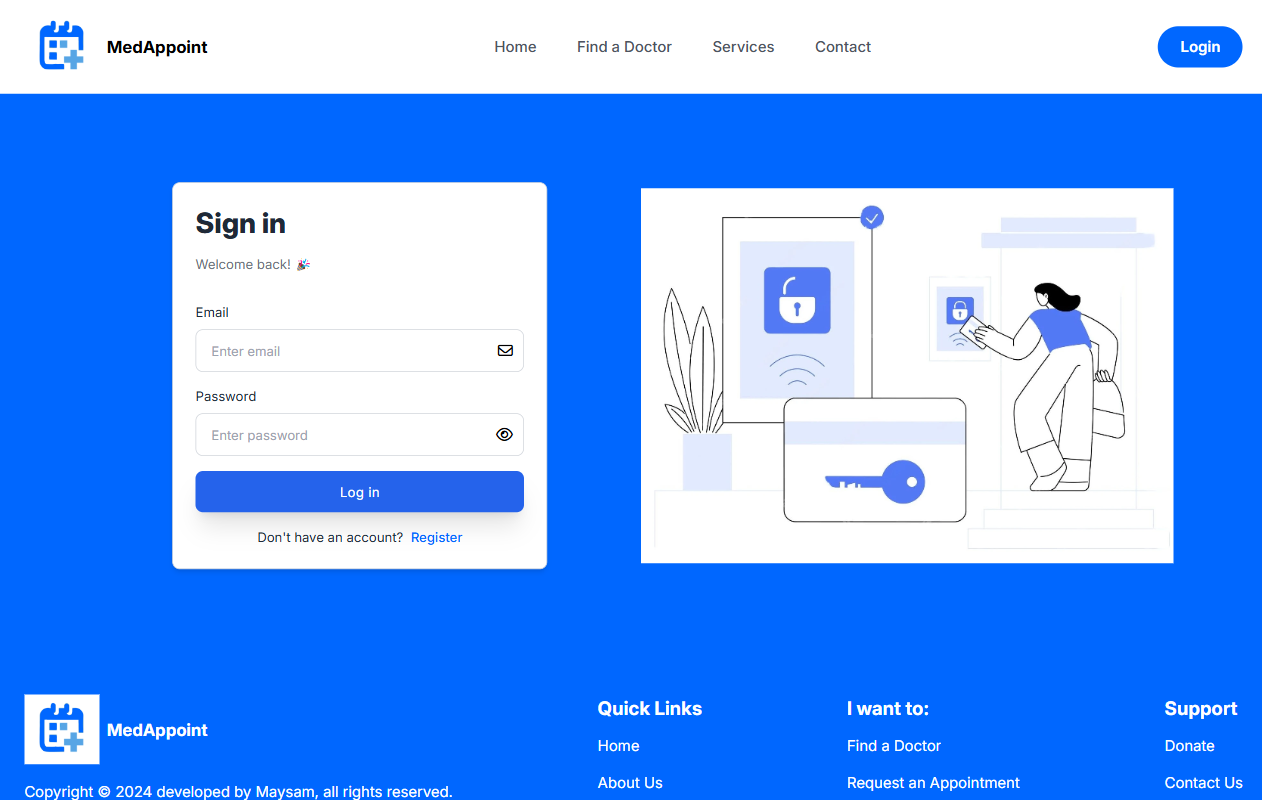 MedAppoint
Home Find a Doctor Services Contact
Login
Sign in
Welcome back! 🎉
Email
Enter email
Password
Enter password
Log in
Don't have an account? Register
MedAppoint
Copyright © 2024 developed by Maysam, all rights reserved.
Quick Links
Home
About Us
I want to:
Find a Doctor
Request an Appointment
Support
Donate
Contact Us